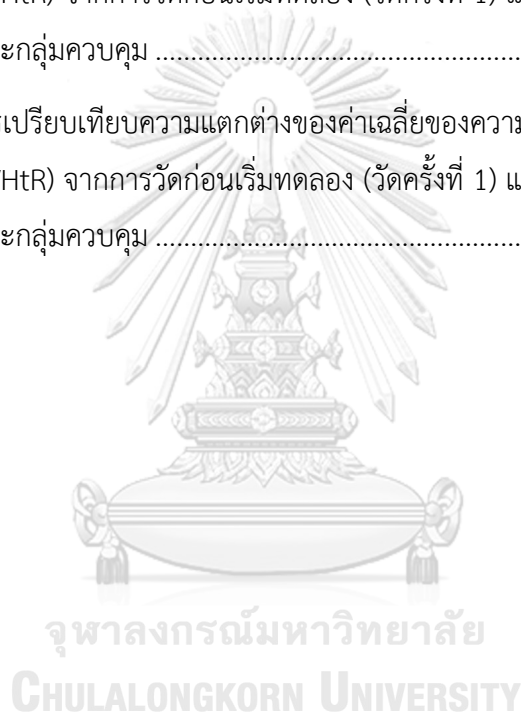 HtR) จากการวัดก่อนเริ่มทดลอง (วัดครั้งที่ 1) แ
ะกลุ่มควบคุม ......................................................
รเปรียบเทียบความแตกต่างของค่าเฉลี่ยของความ
HtR) จากการวัดก่อนเริ่มทดลอง (วัดครั้งที่ 1) แ
ะกลุ่มควบคุม ......................................................
จุฬาลงกรณ์มหาวิทยาลัย
CHULALONGKORN UNIVERSITY